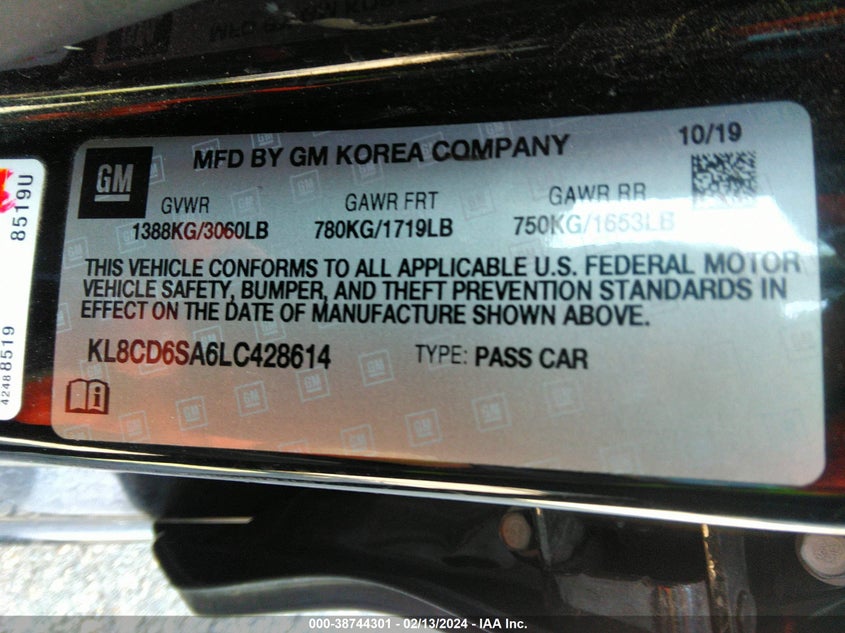 GM
MFD BY GM KOREA COMPANY
10/19
GVWR
GAWR FRT
GAWR RR
1388KG/3060LB
780KG/1719LB
750KG/1653LB
THIS VEHICLE CONFORMS TO ALL APPLICABLE U.S. FEDERAL MOTOR
VEHICLE SAFETY, BUMPER, AND THEFT PREVENTION STANDARDS IN
EFFECT ON THE DATE OF MANUFACTURE SHOWN ABOVE.
KL8CD6SA6LC428614
TYPE: PASS CAR
8519U
42488519
000-38744301 - 02/13/2024 - IAA Inc.